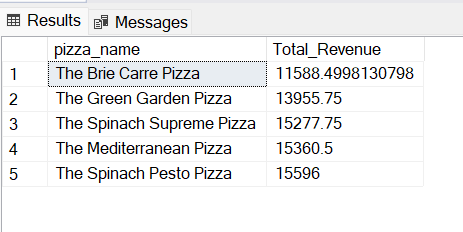 Results Messages
pizza_name Total_Revenue
1 The Brie Carre Pizza 11588.4998130798
2 The Green Garden Pizza 13955.75
3 The Spinach Supreme Pizza 15277.75
4 The Mediterranean Pizza 15360.5
5 The Spinach Pesto Pizza 15596